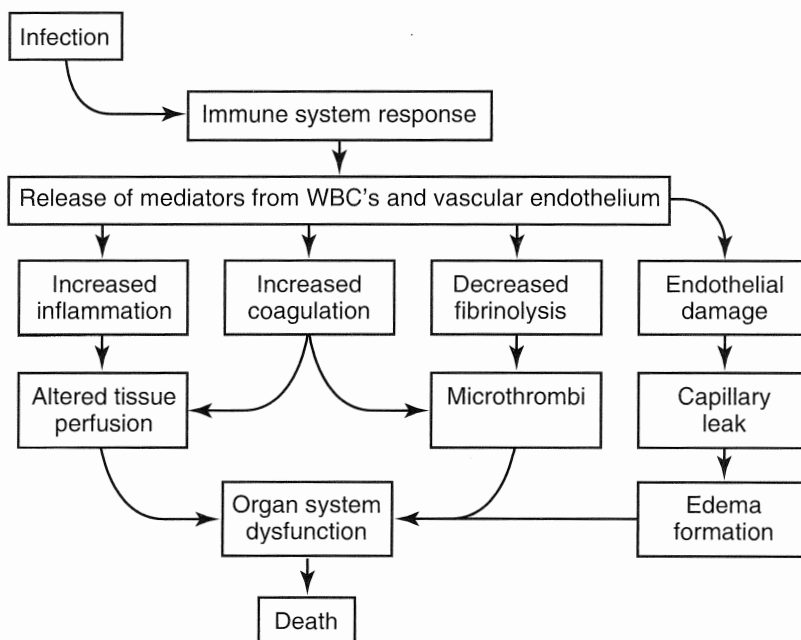 Infection
Immune system response
Release of mediators from WBC's and vascular endothelium
Increased
inflammation
Increased
coagulation
Decreased
fibrinolysis
Endothelial
damage
Altered tissue
perfusion
Microthrombi
Capillary
leak
Organ system
dysfunction
Edema
formation
Death